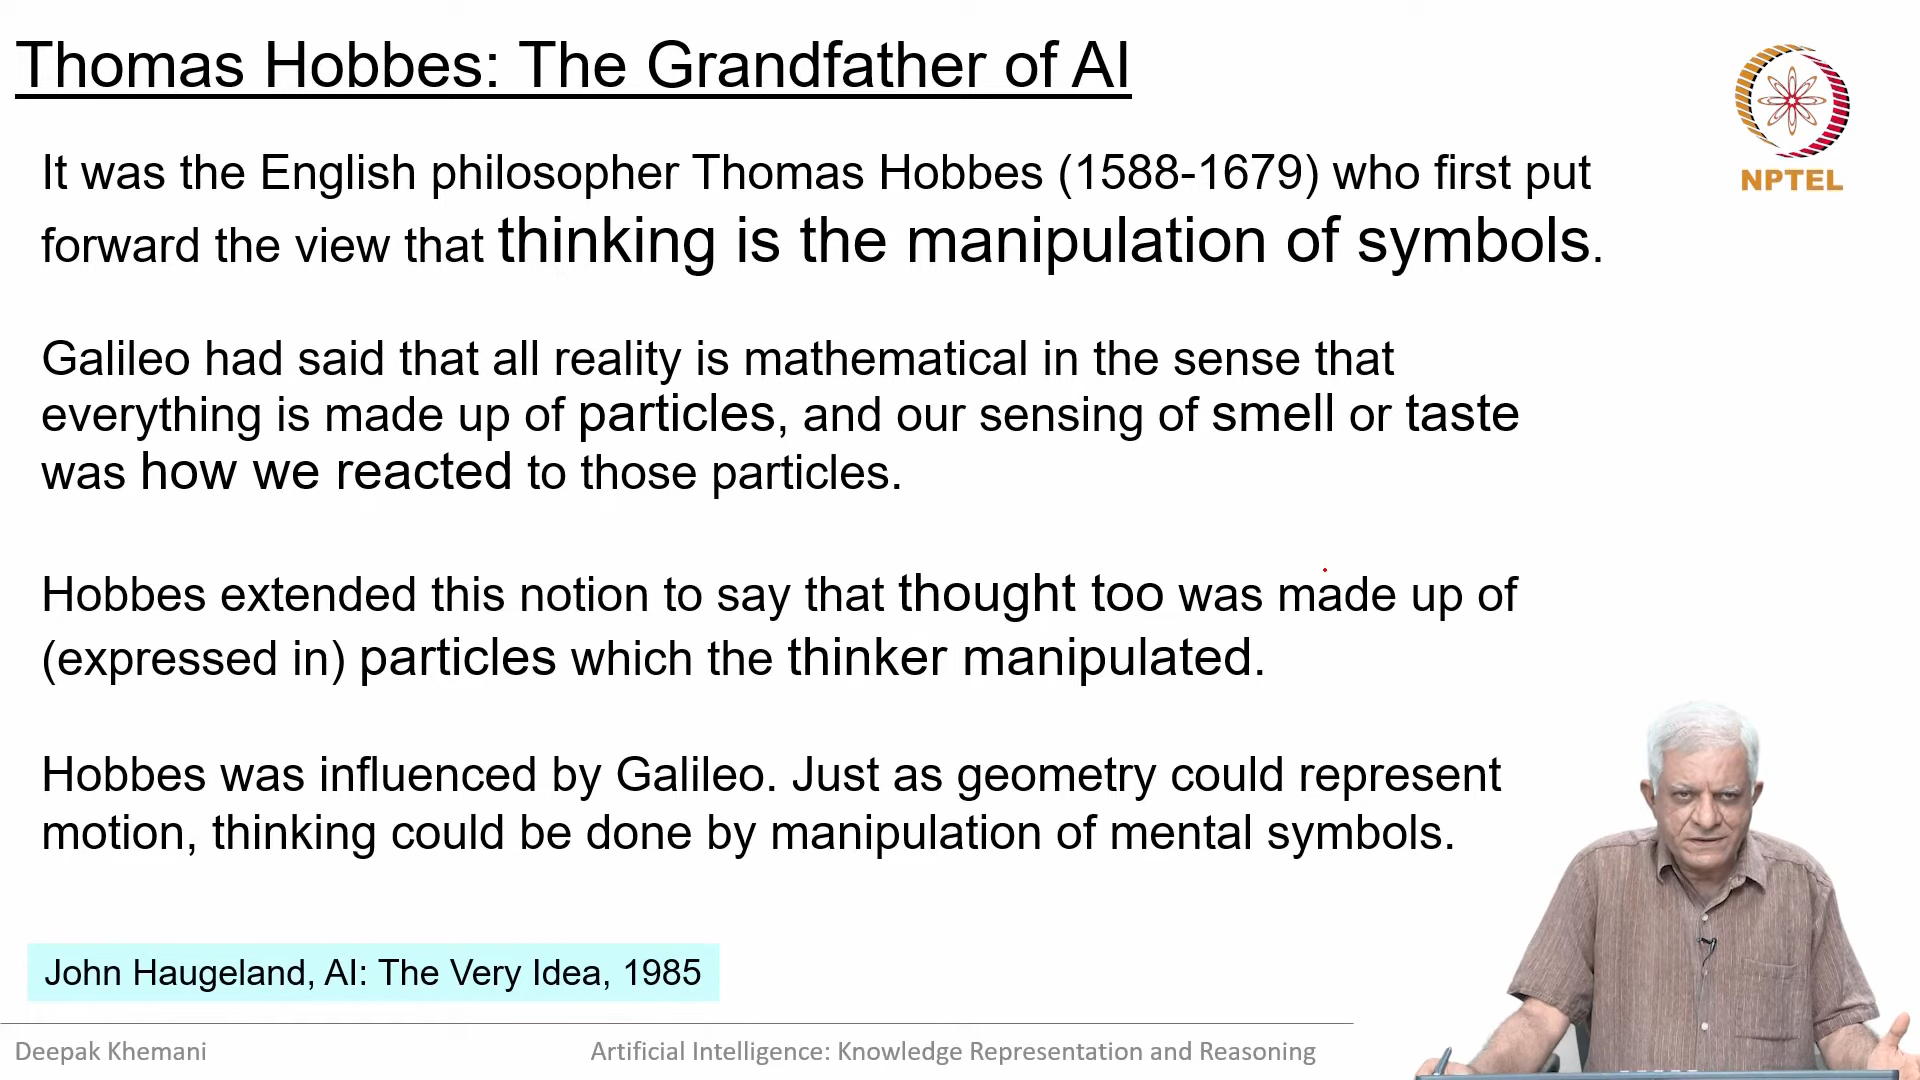 Thomas Hobbes: The Grandfather of AI
NPTEL
It was the English philosopher Thomas Hobbes (1588-1679) who first put
forward the view that thinking is the manipulation of symbols.
Galileo had said that all reality is mathematical in the sense that
everything is made up of particles, and our sensing of smell or taste
was how we reacted to those particles.
Hobbes extended this notion to say that thought too was made up of
(expressed in) particles which the thinker manipulated.
Hobbes was influenced by Galileo. Just as geometry could represent
motion, thinking could be done by manipulation of mental symbols.
John Haugeland, AI: The Very Idea, 1985
Deepak Khemani
Artificial Intelligence: Knowledge Representation and Reasoning